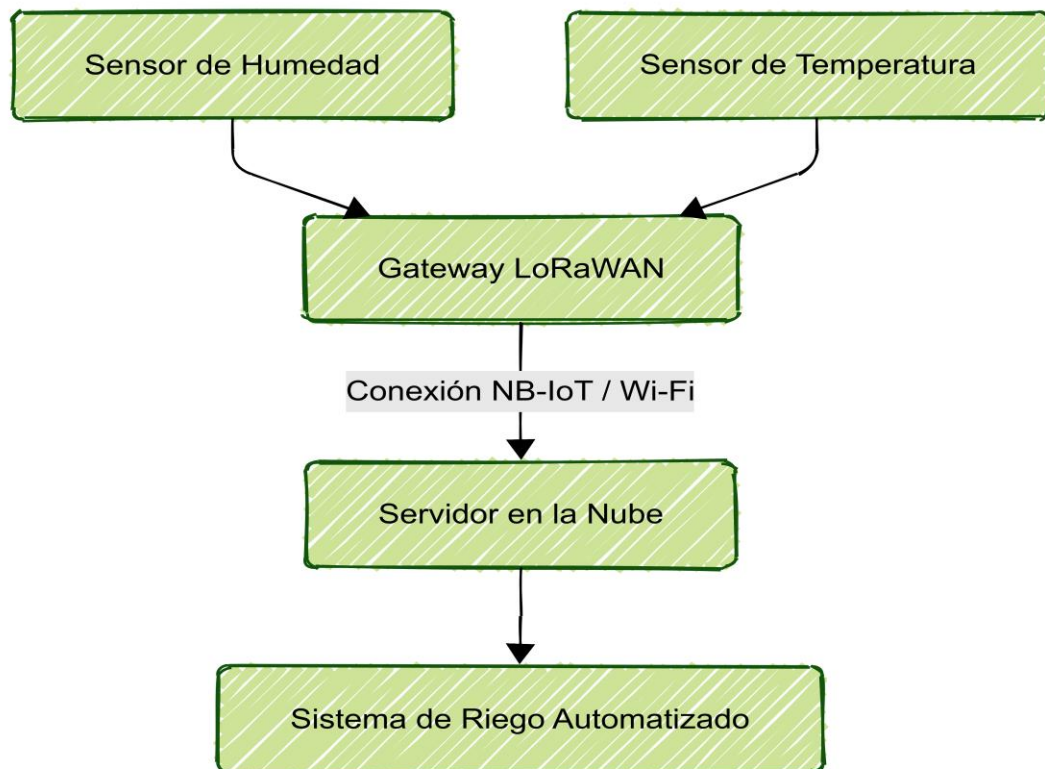 Sensor de Humedad
Sensor de Temperatura
Gateway LoRaWAN
Conexión NB-IoT / Wi-Fi
Servidor en la Nube
Sistema de Riego Automatizado